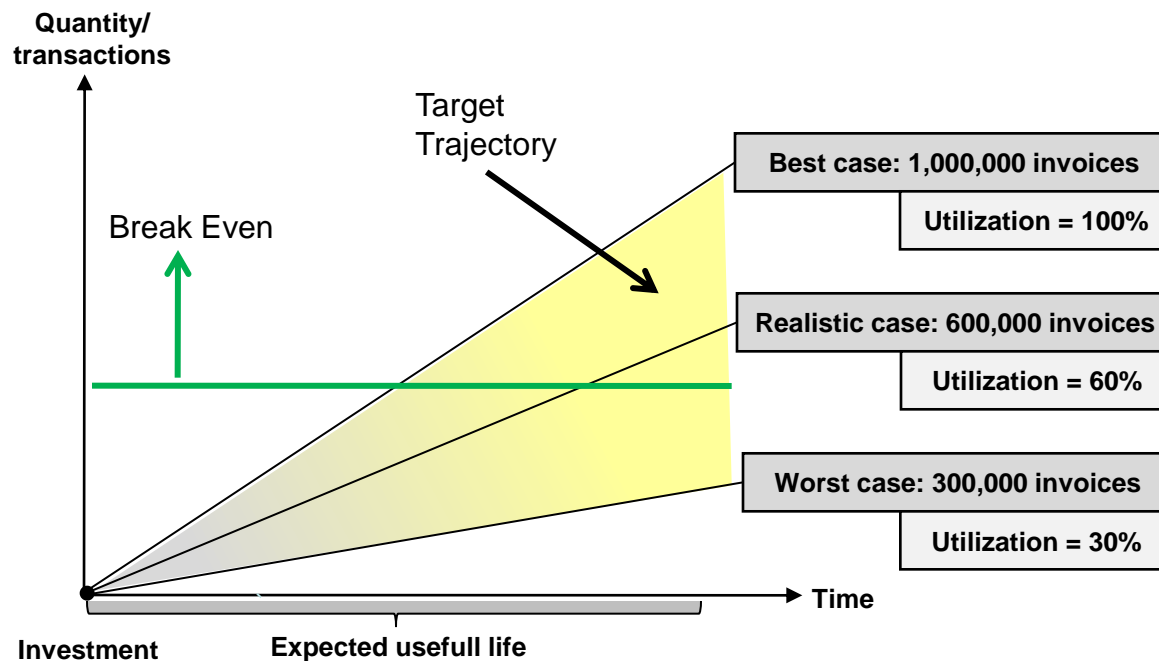 Quantity/
transactions
Target
Trajectory
Break Even
Best case: 1,000,000 invoices
Utilization = 100%
Realistic case: 600,000 invoices
Utilization = 60%
Worst case: 300,000 invoices
Utilization = 30%
Time
Investment
Expected usefull life